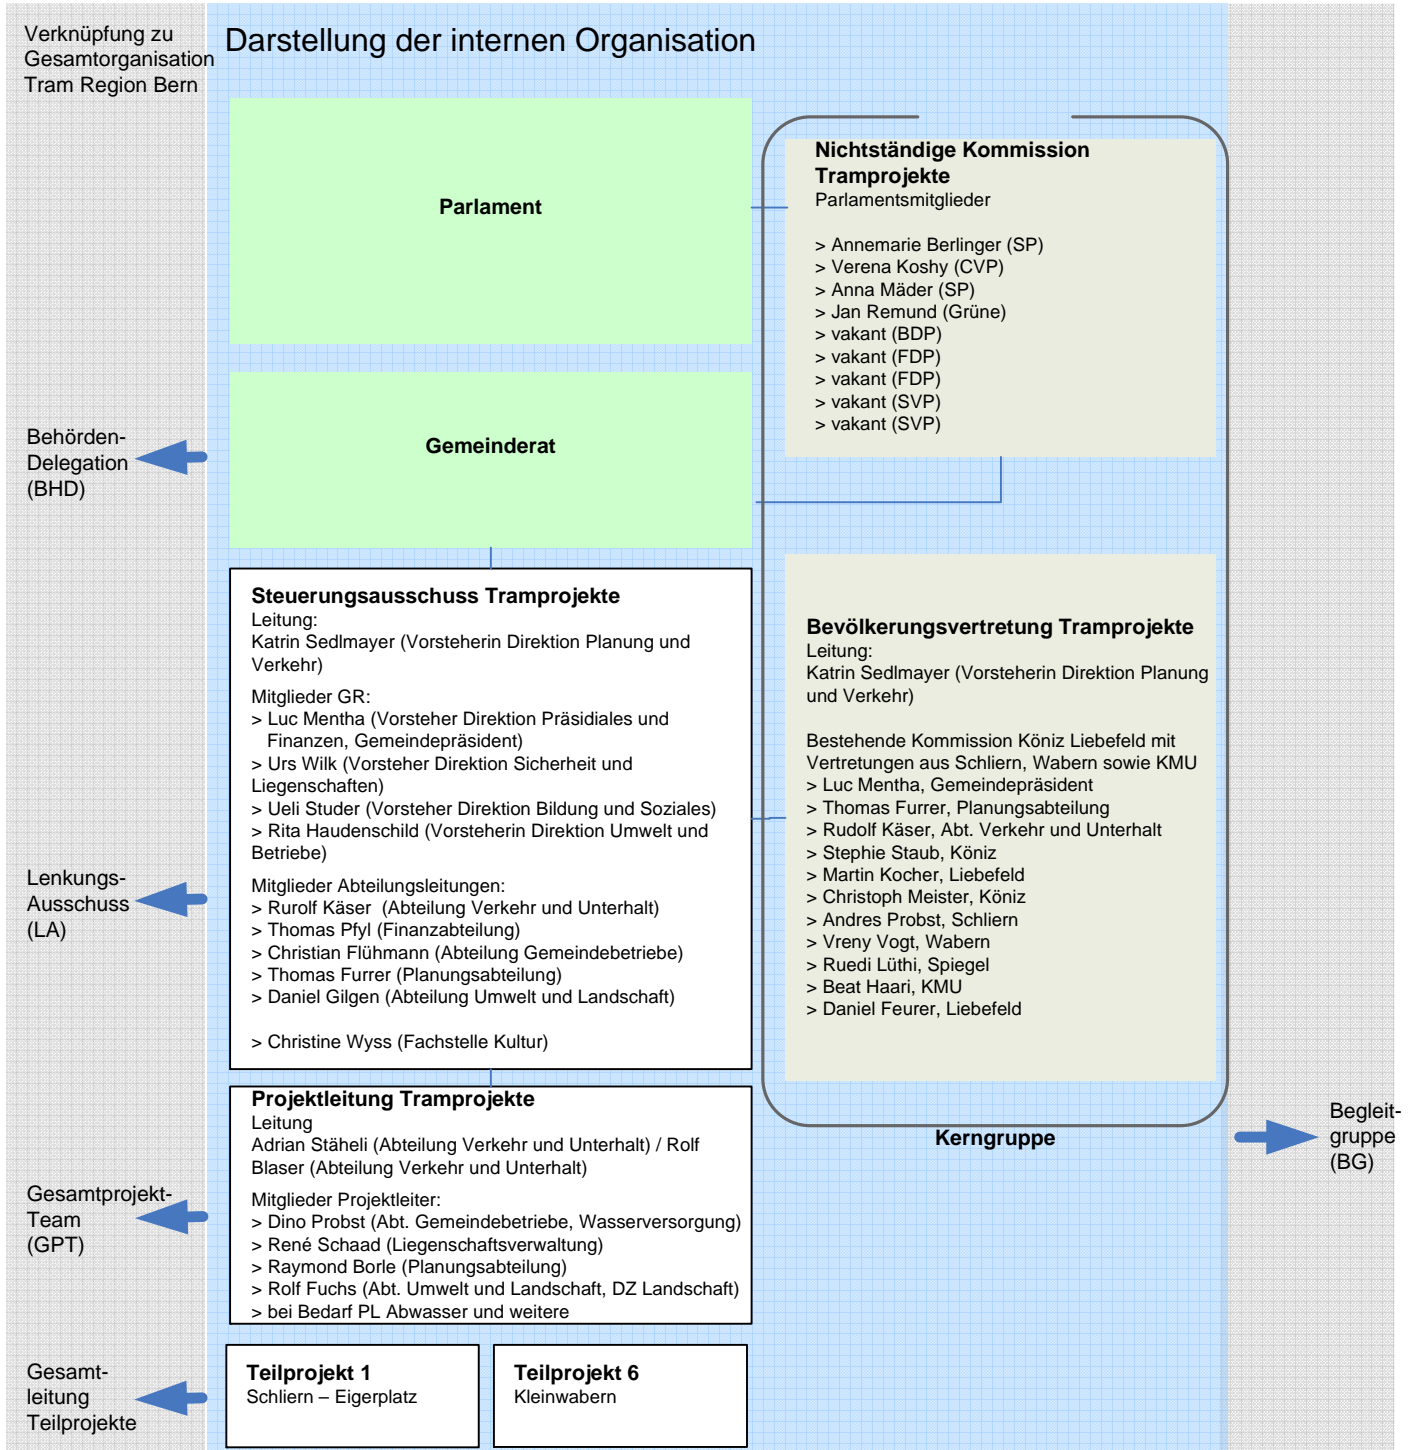 Verknüpfung zu
Gesamtorganisation
Tram Region Bern
Darstellung der internen Organisation
Parlament
Nichtständige Kommission
Tramprojekte
Parlamentsmitglieder
> Annemarie Berlinger (SP)
> Verena Koshy (CVP)
> Anna Mäder (SP)
> Jan Remund (Grüne)
> vakant (BDP)
> vakant (FDP)
> vakant (FDP)
> vakant (SVP)
> vakant (SVP)
Behörden-
Delegation
(BHD)
Gemeinderat
Steuerungsausschuss Tramprojekte
Leitung:
Katrin Sedlmayer (Vorsteherin Direktion Planung und
Verkehr)
Mitglieder GR:
> Luc Mentha (Vorsteher Direktion Präsidiales und
Finanzen, Gemeindepräsident)
> Urs Wilk (Vorsteher Direktion Sicherheit und
Liegenschaften)
> Ueli Studer (Vorsteher Direktion Bildung und Soziales)
> Rita Haudenschild (Vorsteherin Direktion Umwelt und
Betriebe)
Mitglieder Abteilungsleitungen:
> Rurolf Käser  (Abteilung Verkehr und Unterhalt)
> Thomas Pfyl (Finanzabteilung)
> Christian Flühmann (Abteilung Gemeindebetriebe)
> Thomas Furrer (Planungsabteilung)
> Daniel Gilgen (Abteilung Umwelt und Landschaft)
> Christine Wyss (Fachstelle Kultur)
Lenkungs-
Ausschuss
(LA)
Bevölkerungsvertretung Tramprojekte
Leitung:
Katrin Sedlmayer (Vorsteherin Direktion Planung
und Verkehr)
Bestehende Kommission Köniz Liebefeld mit
Vertretungen aus Schliern, Wabern sowie KMU
> Luc Mentha, Gemeindepräsident
> Thomas Furrer, Planungsabteilung
> Rudolf Käser, Abt. Verkehr und Unterhalt
> Stephie Staub, Köniz
> Martin Kocher, Liebefeld
> Christoph Meister, Köniz
> Andres Probst, Schliern
> Vreny Vogt, Wabern
> Ruedi Lüthi, Spiegel
> Beat Haari, KMU
> Daniel Feurer, Liebefeld
Kerngruppe
Begleit-
gruppe
(BG)
Projektleitung Tramprojekte
Leitung
Adrian Stäheli (Abteilung Verkehr und Unterhalt) / Rolf
Blaser (Abteilung Verkehr und Unterhalt)
Mitglieder Projektleiter:
> Dino Probst (Abt. Gemeindebetriebe, Wasserversorgung)
> René Schaad (Liegenschaftsverwaltung)
> Raymond Borle (Planungsabteilung)
> Rolf Fuchs (Abt. Umwelt und Landschaft, DZ Landschaft)
> bei Bedarf PL Abwasser und weitere
Gesamtprojekt-
Team
(GPT)
Gesamt-
leitung
Teilprojekte
Teilprojekt 1
Schliern – Eigerplatz
Teilprojekt 6
Kleinwabern